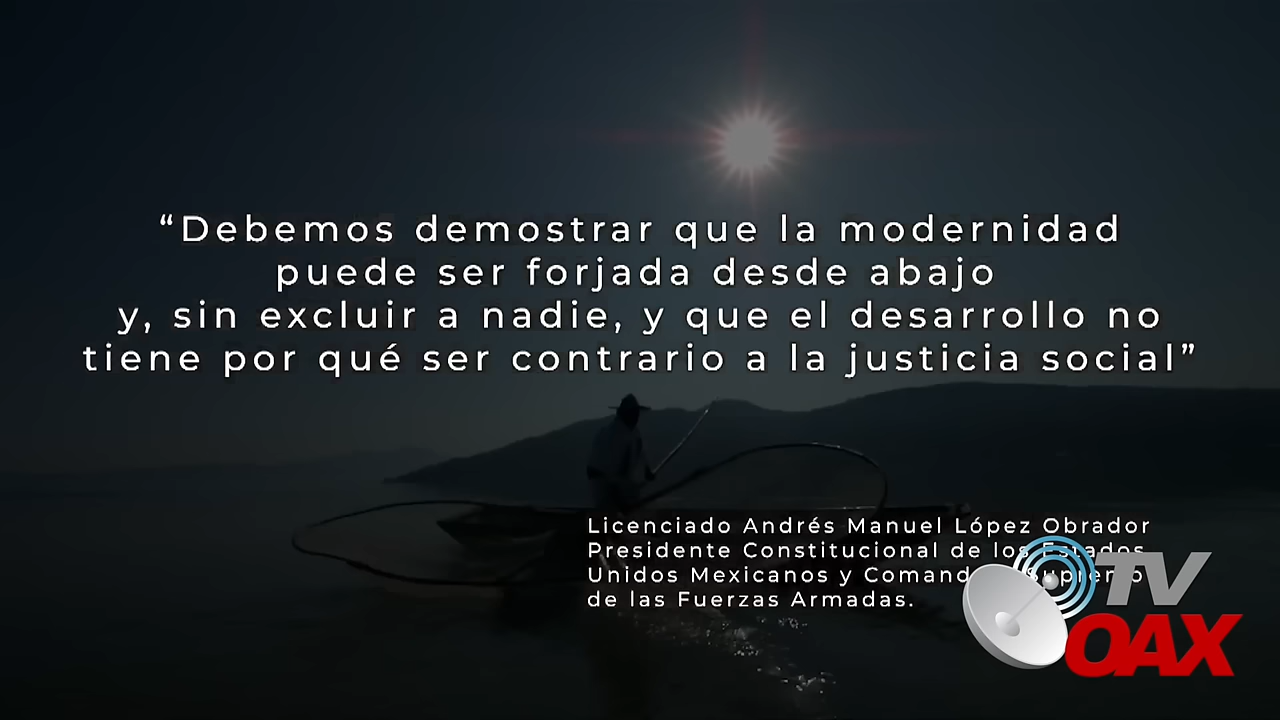 “Debemos demostrar que la modernidad
puede ser forjada desde abajo
y, sin excluir a nadie, y que el desarrollo no
tiene por qué ser contrario a la justicia social”
Licenciado Andrés Manuel López Obrador
Presidente Constitucional de los Estados
Unidos Mexicanos y Supremo
de las Fuerzas Armadas.
TV
OAX